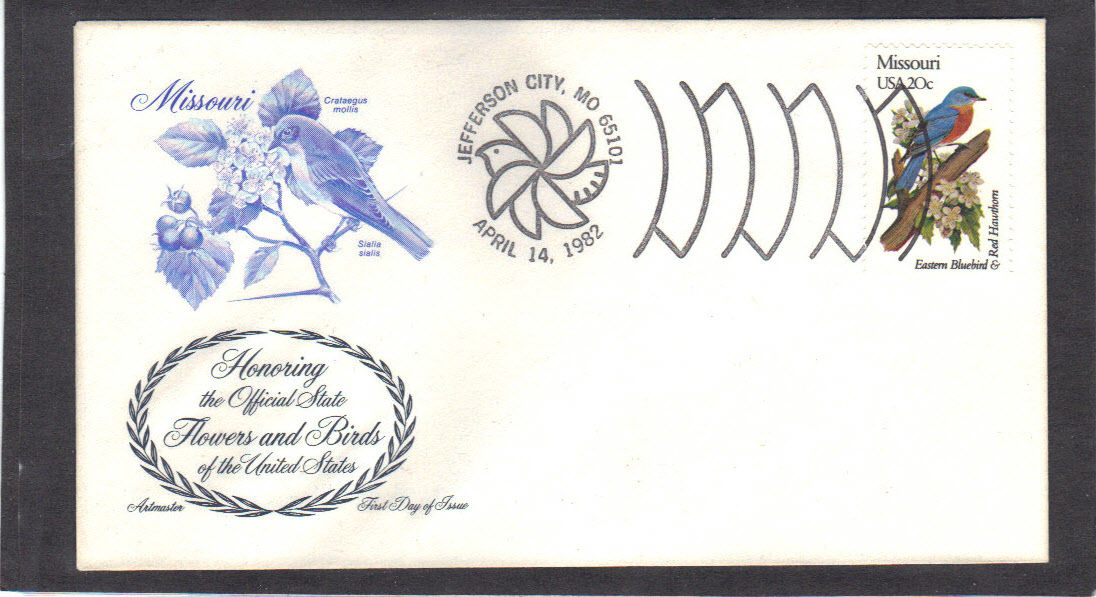 Missouri
Crataegus
mollis
Sialia
sialis
JEFFERSON CITY, MO 65101
APRIL 14, 1982
Missouri
USA 20c
Red Hawthorn
Eastern Bluebird &
Honoring
the Official State
Flowers and Birds
of the United States
Artmaster
First Day of Issue